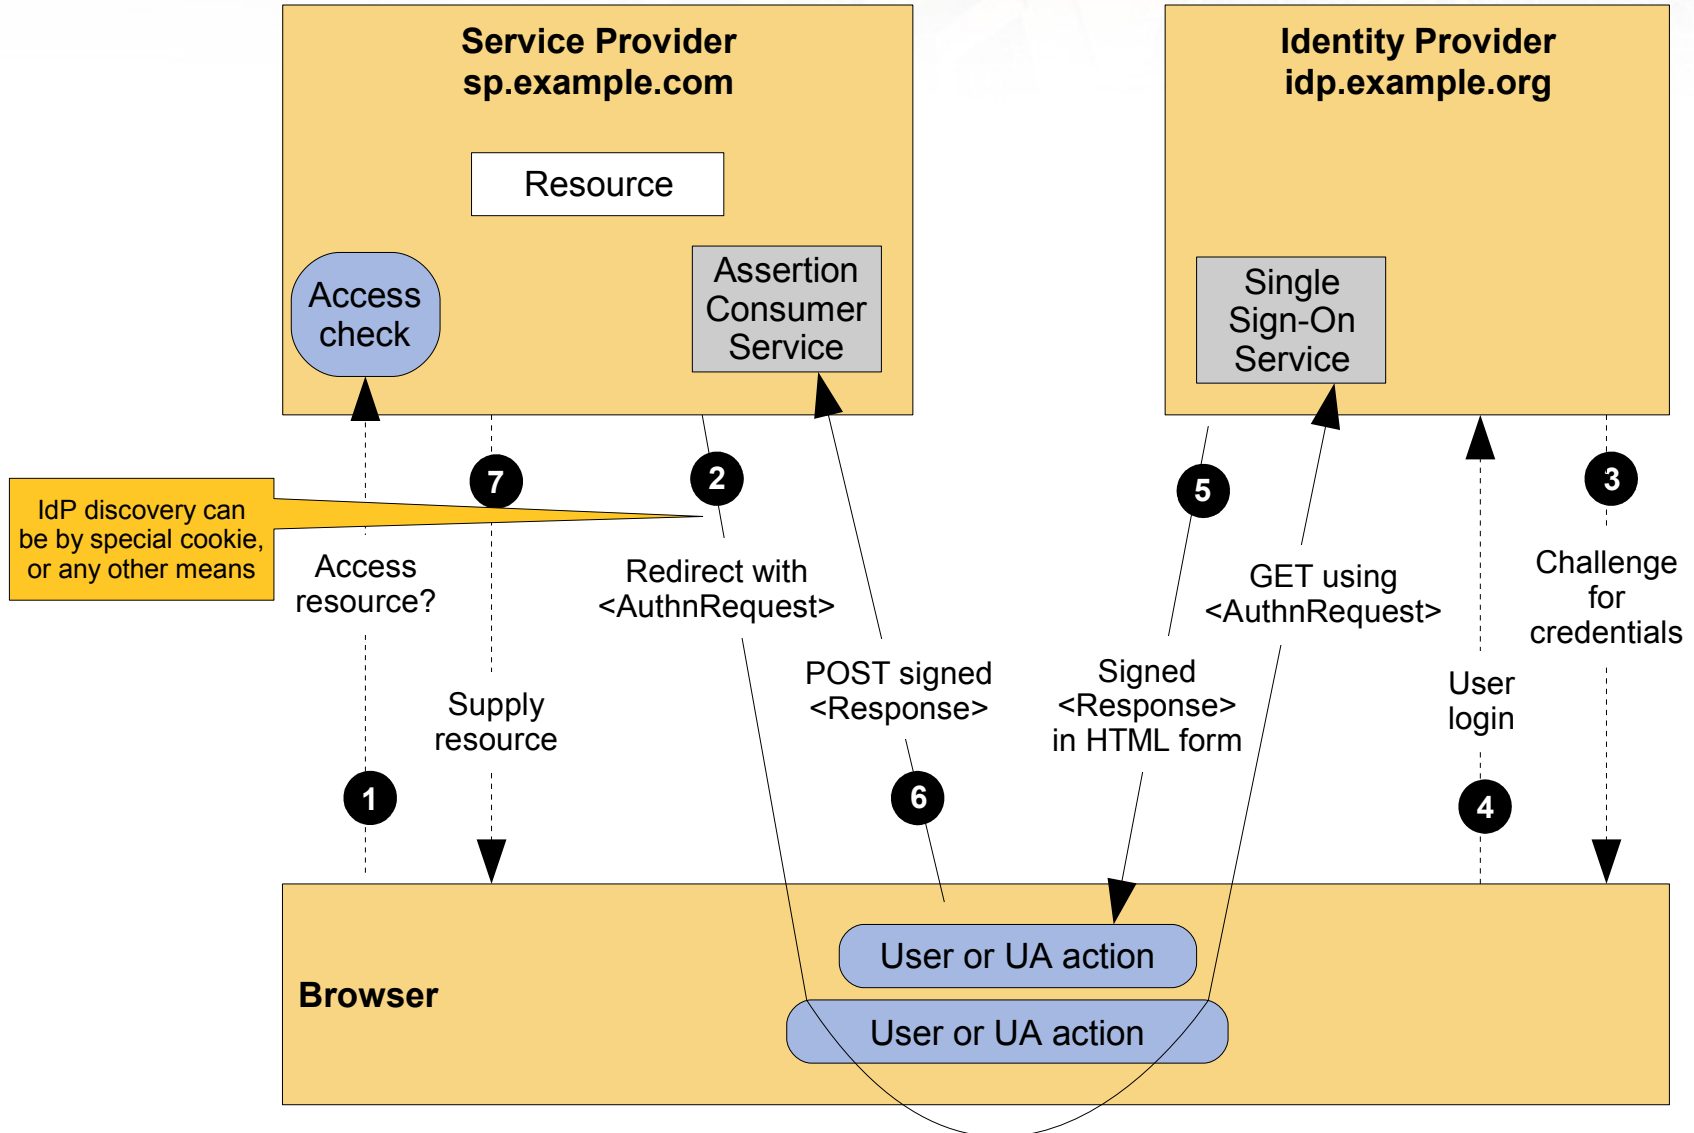 Service Provider
sp.example.com
Identity Provider
idp.example.org
Resource
Access
check
Assertion
Consumer
Service
Single
Sign-On
Service
7
2
5
3
IdP discovery can
be by special cookie,
or any other means
Access
resource?
Redirect with
<AuthnRequest>
GET using
<AuthnRequest>
Challenge
for
credentials
POST signed
<Response>
Signed
<Response>
in HTML form
User
login
Supply
resource
1
6
4
User or UA action
Browser
User or UA action